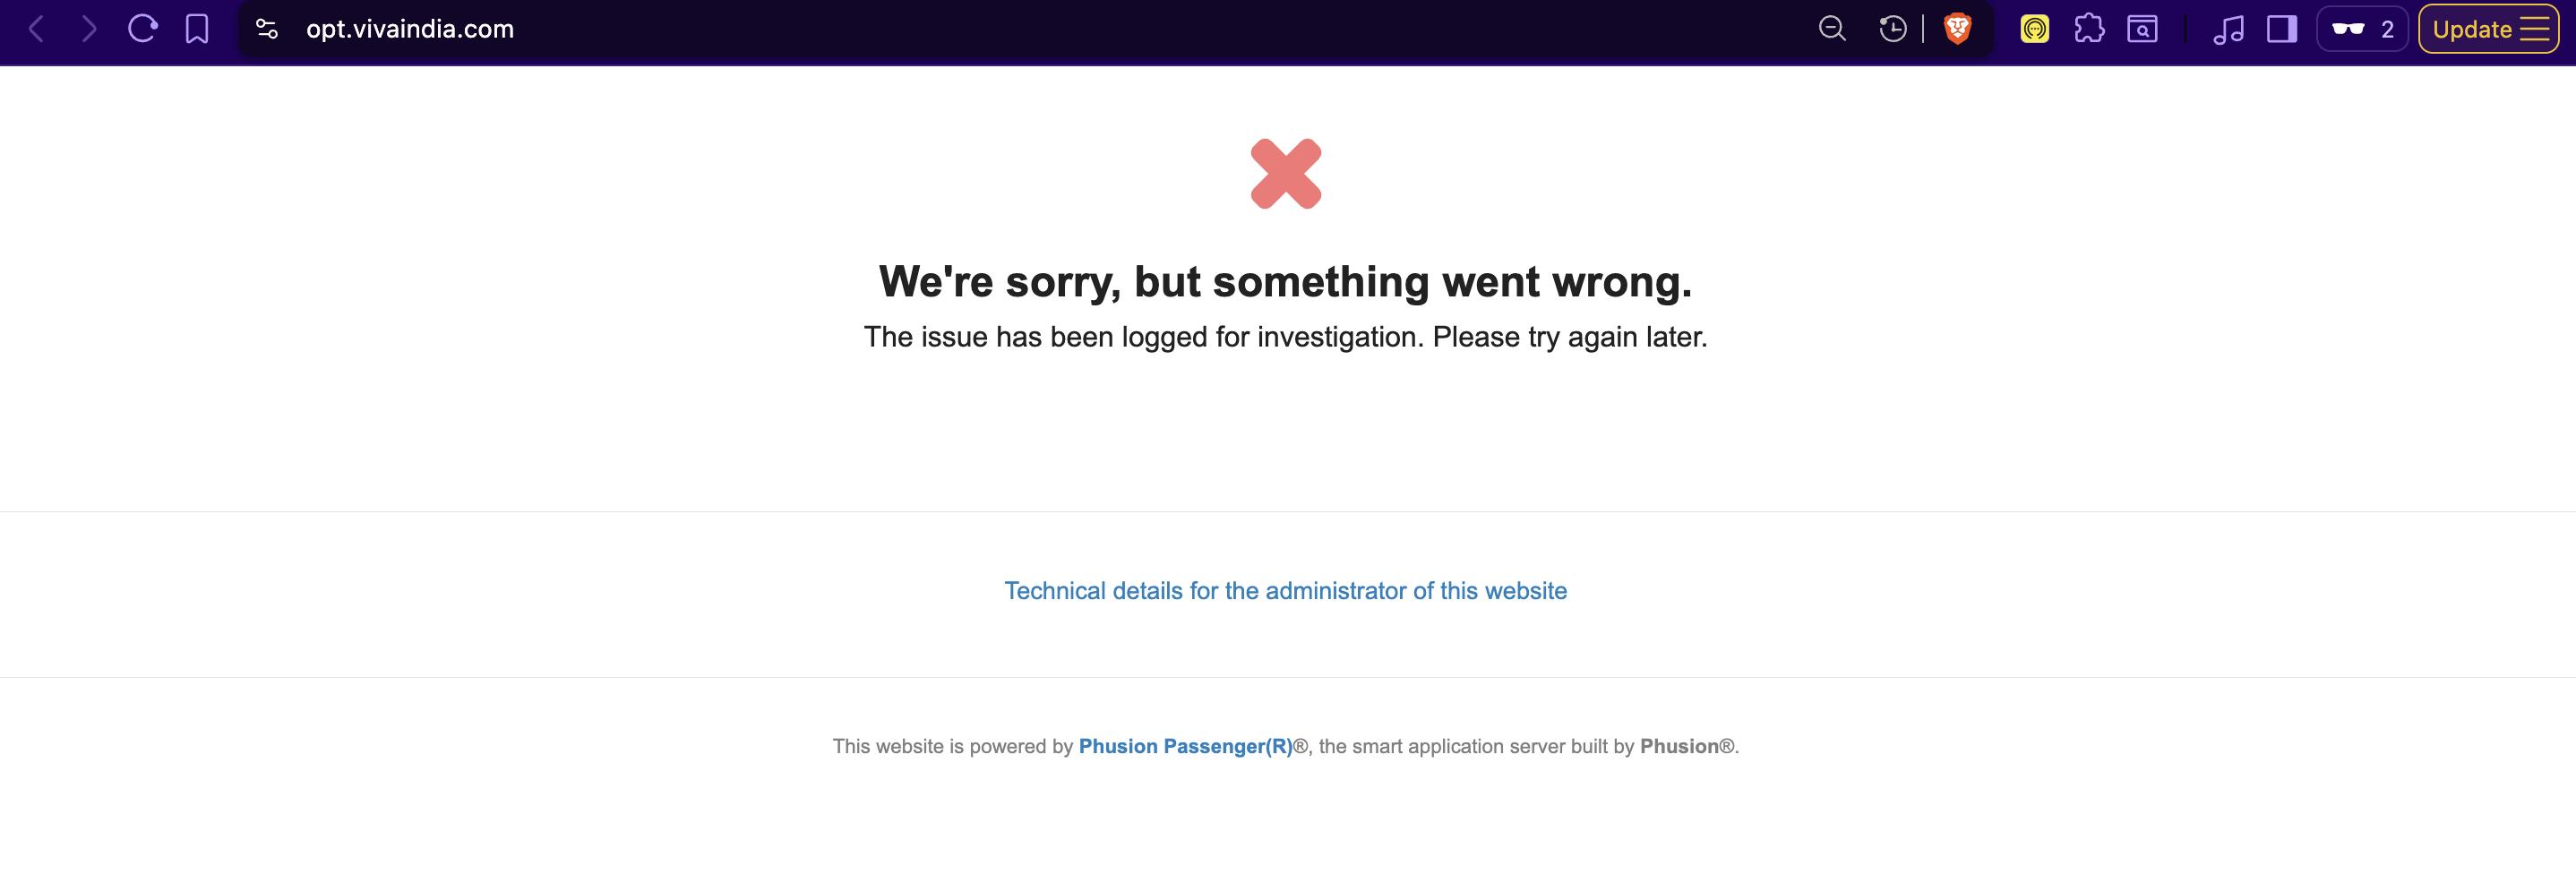 opt.vivaindia.com
2
Update
We're sorry, but something went wrong.
The issue has been logged for investigation. Please try again later.
Technical details for the administrator of this website
This website is powered by Phusion Passenger(R)®, the smart application server built by Phusion®.